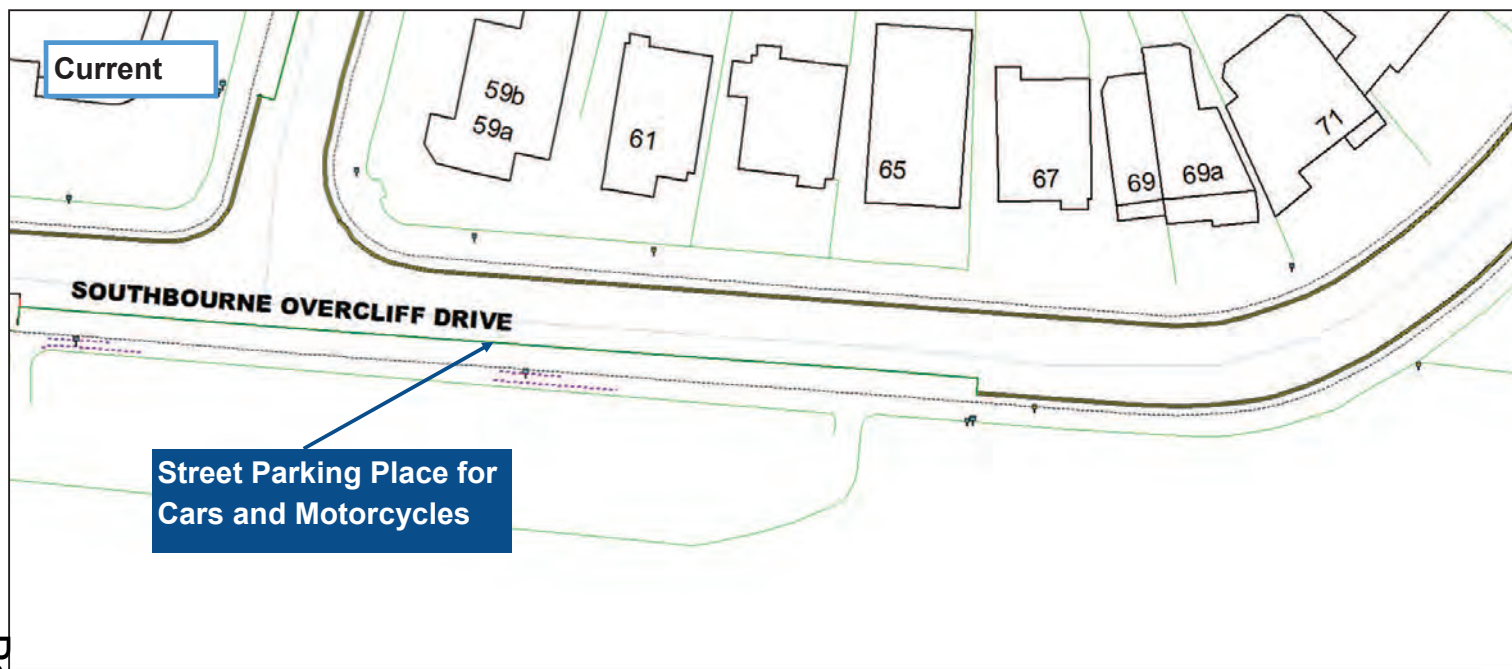 Current
59b
59a
61
65
67
69
69a
71
SOUTHBOURNE OVERCLIFF DRIVE
Street Parking Place for
Cars and Motorcycles